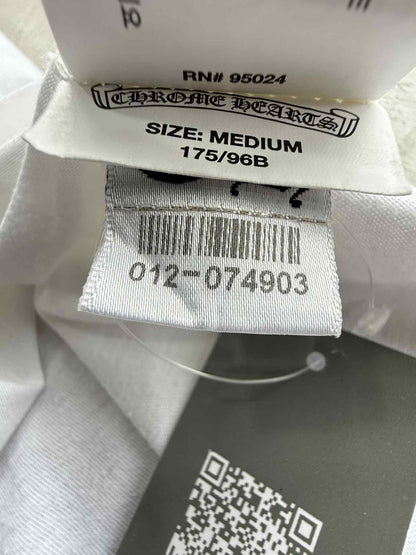 RN# 95024
CHROME HEARTS
SIZE: MEDIUM
175/96B
012-074903